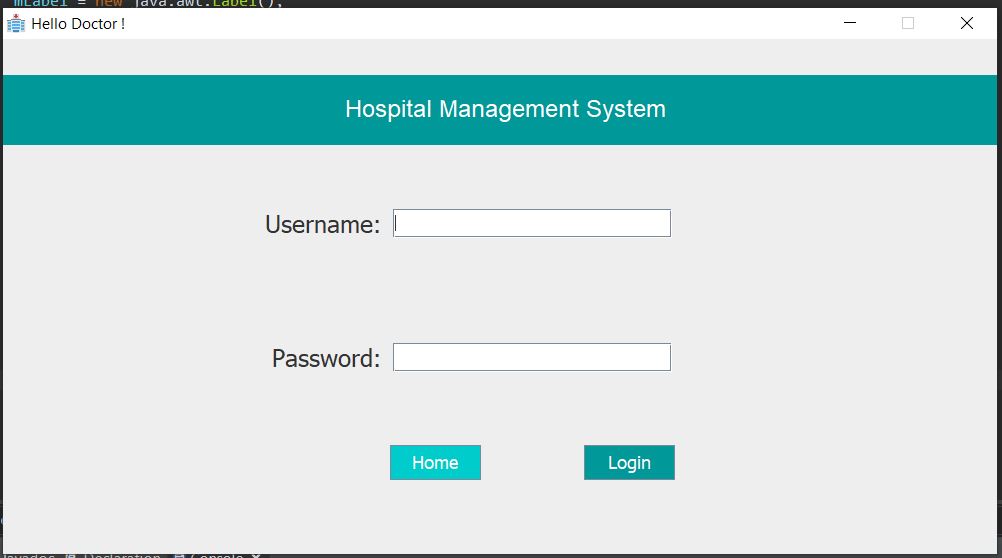 mLabel = new java.awt.Label();
Hello Doctor !
Hospital Management System
Username:
Password:
Home
Login
Javadoc Declaration Console